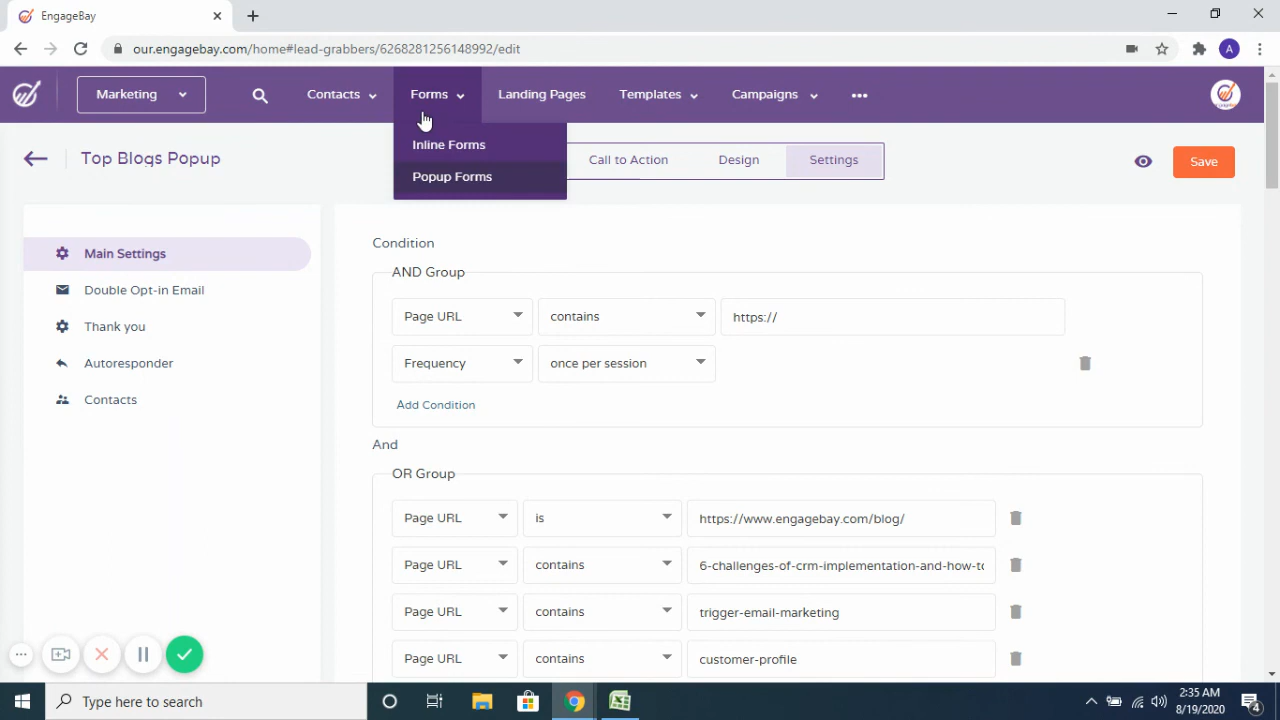 EngageBay
our.engagebay.com/home#lead-grabbers/6268281256148992/edit
A
Marketing
Contacts
Forms
Landing Pages
Templates
Campaigns
Inline Forms
Popup Forms
Top Blogs Popup
Call to Action
Design
Settings
Save
Main Settings
Double Opt-in Email
Thank you
Autoresponder
Contacts
Condition
AND Group
Page URL contains https://
Frequency once per session
Add Condition
And
OR Group
Page URL is https://www.engagebay.com/blog/
Page URL contains 6-challenges-of-crm-implementation-and-how-to
Page URL contains trigger-email-marketing
Page URL contains customer-profile
Type here to search
2:35 AM
8/19/2020
4